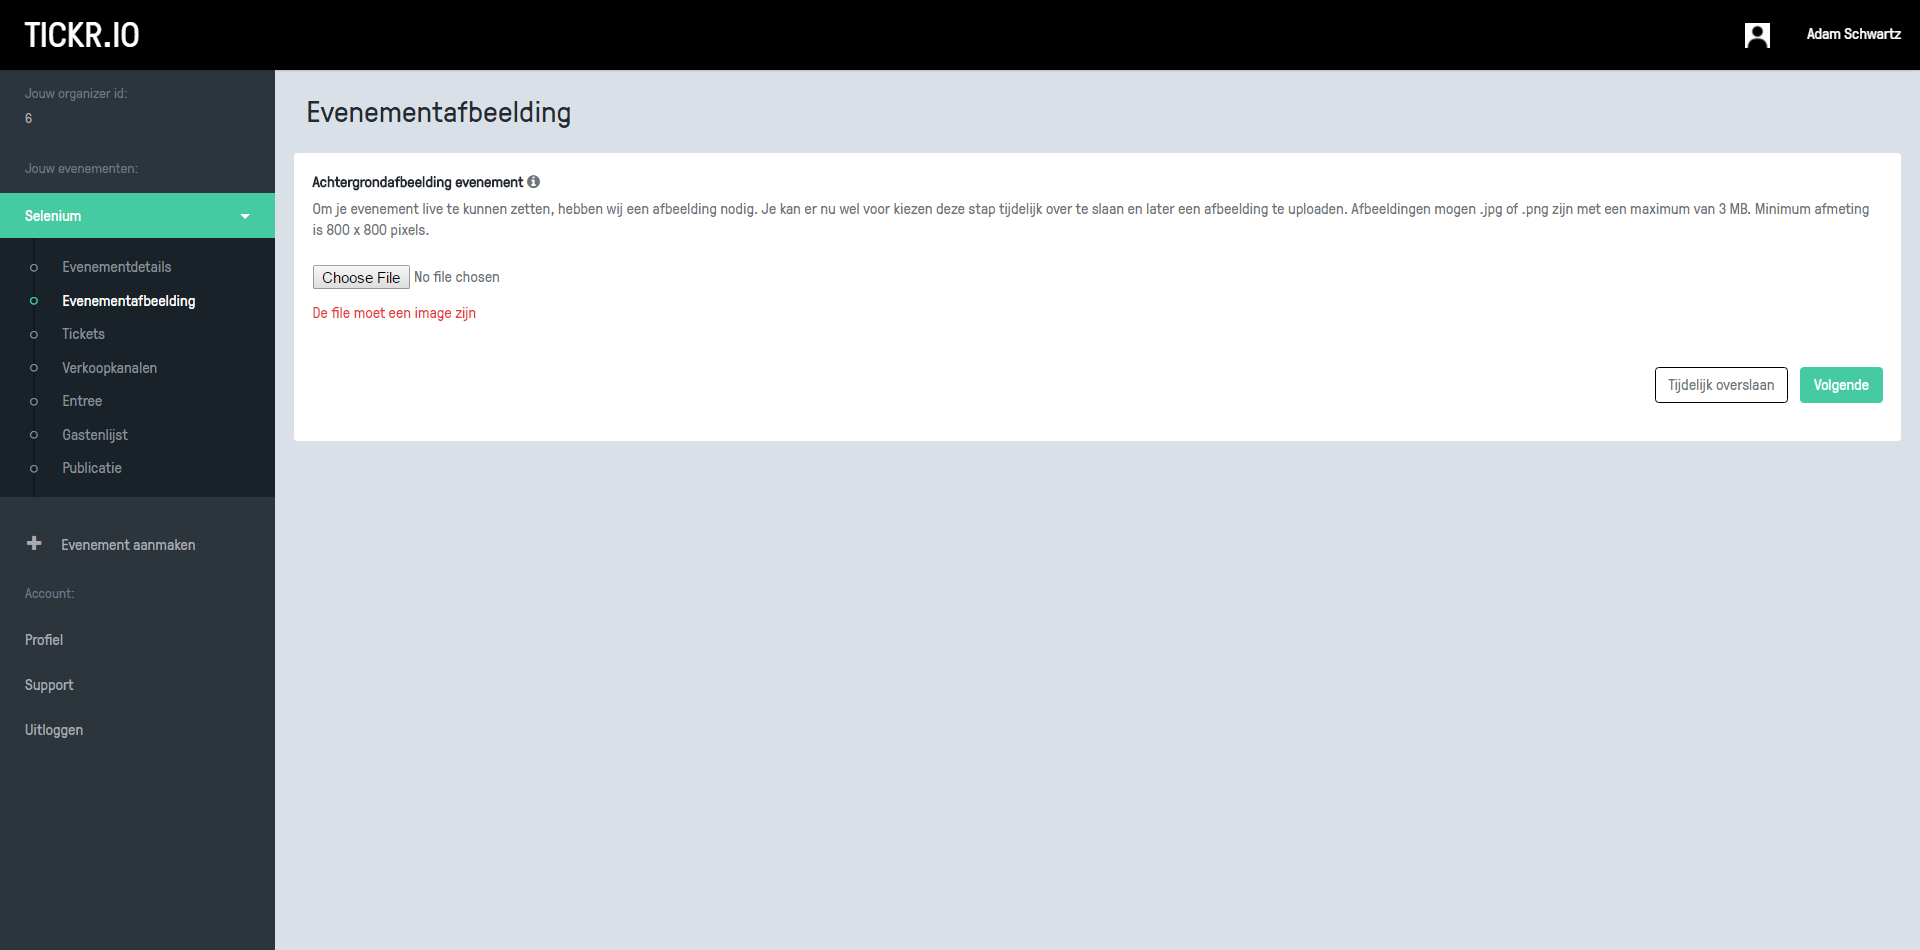 TICKR.IO
Adam Schwartz
Jouw organizer id:
6
Jouw evenementen:
Selenium
Evenementdetails
Evenementafbeelding
Tickets
Verkoopkanalen
Entree
Gastenlijst
Publicatie
Evenement aanmaken
Account:
Profiel
Support
Uitloggen
Evenementafbeelding
Achtergrondafbeelding evenement
Om je evenement live te kunnen zetten, hebben wij een afbeelding nodig. Je kan er nu wel voor kiezen deze stap tijdelijk over te slaan en later een afbeelding te uploaden. Afbeeldingen mogen .jpg of .png zijn met een maximum van 3 MB. Minimum afmeting
is 800 x 800 pixels.
Choose File No file chosen
De file moet een image zijn
Tijdelijk overslaan
Volgende